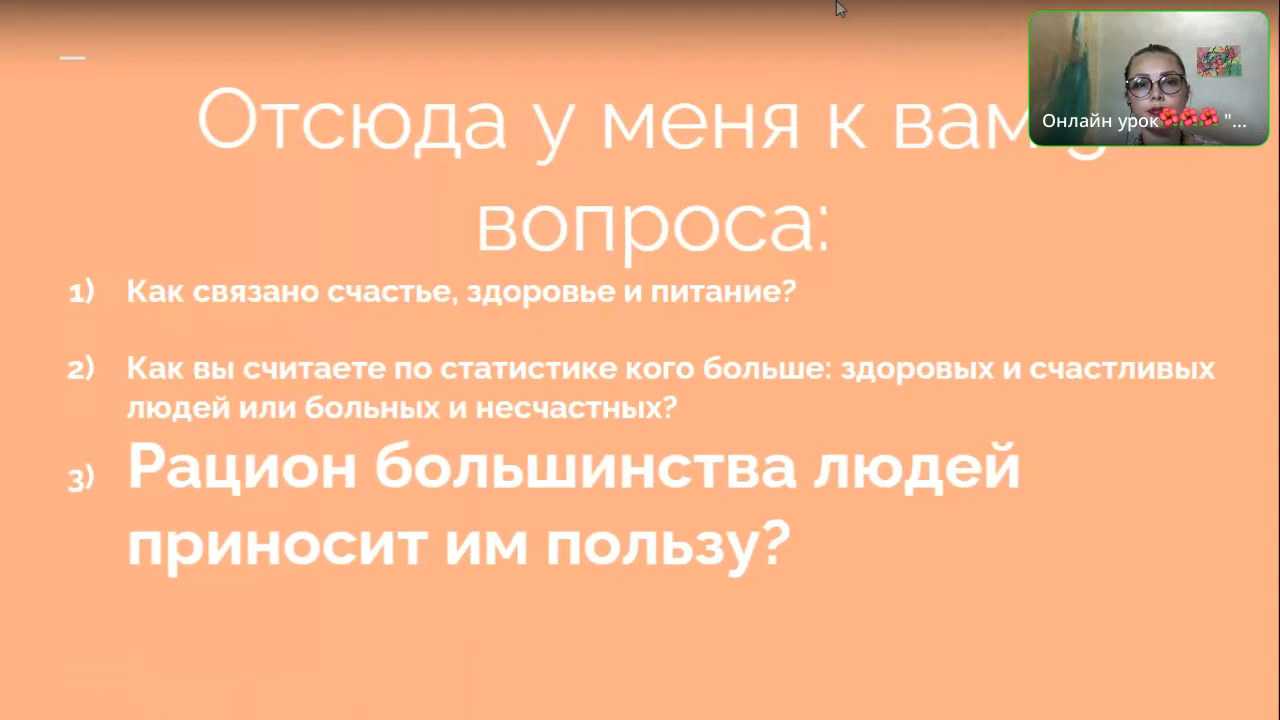 Отсюда у меня к вам
вопроса:
1) Как связано счастье, здоровье и питание?
2) Как вы считаете по статистике кого больше: здоровых и счастливых
людей или больных и несчастных?
3) Рацион большинства людей
приносит им пользу?
Онлайн урок🌺🌺🌺 "...